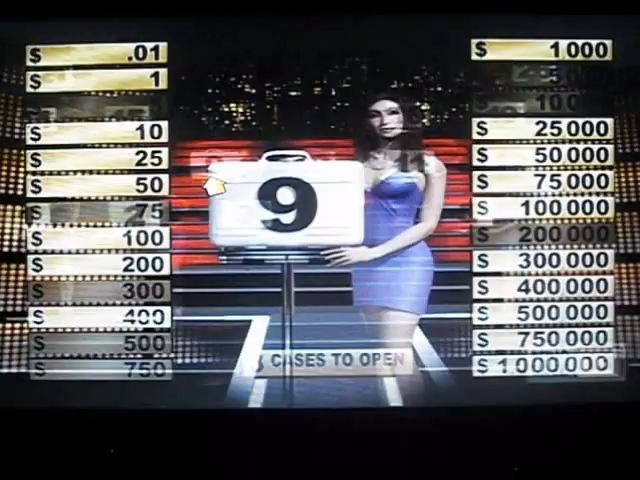 $ .01
$ 1
$ 10
$ 25
$ 50
$ 75
$ 100
$ 200
$ 300
$ 400
$ 500
$ 750
9
CASES TO OPEN
$ 1 000
$ 10 000
$ 25 000
$ 50 000
$ 75 000
$ 100 000
$ 200 000
$ 300 000
$ 400 000
$ 500 000
$ 750 000
$ 1 000 000